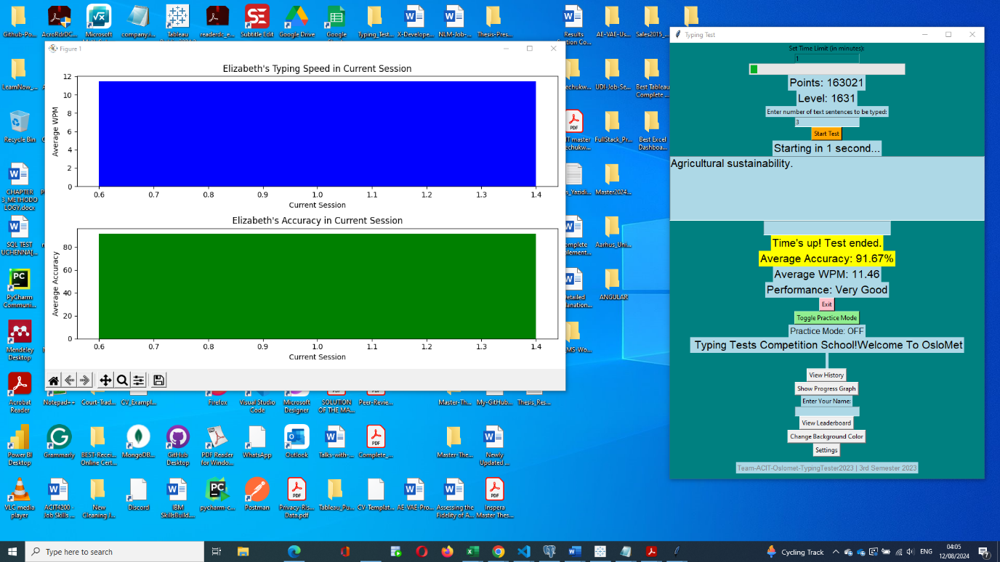 Github-Po...
AcroRdrDC...
Microsoft
company.i...
Tableau
readerdc_e...
Subtitle Edit
Google Drive
Google
Typing_Test...
X-Develope...
NLM-Job-...
Thesis-Pres...
Results
AE-VAE-Us...
Sales2015_...
LearnNow_...
UDI-Job-Se...
Best Tableau
Complete ...
Recycle Bin
FullStack_Pr...
Best Excel
Dashboa...
CHAPTER
3_METHODO
LOGY.docx
Master2024...
SQL TEST
UCHENNA[...
Aarhus_Uni...
PyCharm
Communi...
ANGULAR
Mendeley
Desktop
Acrobat
Reader
Notepad++
Court-Trad...
CV_Exampl...
Firefox
Visual Studio
Code
Microsoft
Designer
SOLUTION
OF THE MA...
Peer-Revie...
Master-Th...
My-GitHub...
Thesis_Res...
Power BI
Desktop
Grammarly
BEST-Recei...
Online Cert...
MongoDB...
GitHub
Desktop
PDF Reader
for Windo...
WhatsApp
Outlook
Talks-with-...
Complete_...
Master-The...
Newly
Updated ...
VLC media
player
ACIT4200 -
Job Skills ...
New
Cleaning J...
Discord
IBM
SkillsBuild...
pycharm-c...
Postman
Privacy-Ris...
Data.pdf
Tableau_Pu...
CV-Templat...
AE-VAE-Pro...
Assessing the
Fidelity of A...
Inspera
Master Thes...
Figure 1
Elizabeth's Typing Speed in Current Session
Average WPM
12
10
8
6
4
2
0
0.6 0.7 0.8 0.9 1.0 1.1 1.2 1.3 1.4
Current Session
Elizabeth's Accuracy in Current Session
Average Accuracy
80
60
40
20
0
0.6 0.7 0.8 0.9 1.0 1.1 1.2 1.3 1.4
Current Session
Typing Test
Set Time Limit (in minutes):
1
Points: 163021
Level: 1631
Enter number of text sentences to be typed:
3
Start Test
Starting in 1 second...
Agricultural sustainability.
Time's up! Test ended.
Average Accuracy: 91.67%
Average WPM: 11.46
Performance: Very Good
Exit
Toggle Practice Mode
Practice Mode: OFF
Typing Tests Competition School!Welcome To OsloMet
View History
Show Progress Graph
Enter Your Name:
View Leaderboard
Change Background Color
Settings
Team-ACIT-Oslomet-TypingTester2023 | 3rd Semester 2023
Type here to search
Cycling Track
ENG
04:05
12/08/2024